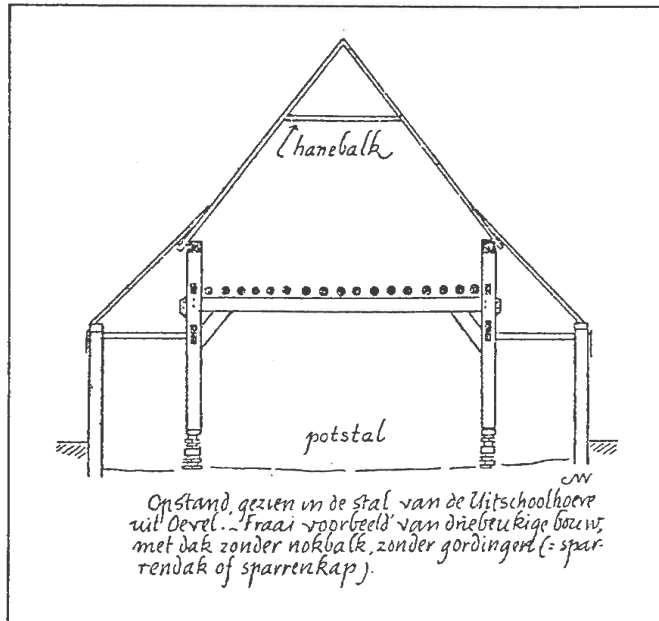 hanebalk
potstal
Opstand, gezien in de stal van de Uitschoolhoeve
uit Oevel._ Fraai voorbeeld van driebeukige bouw,
met dak zonder nokbalk, zonder gordingen (= spar-
rendak of sparrenkap).